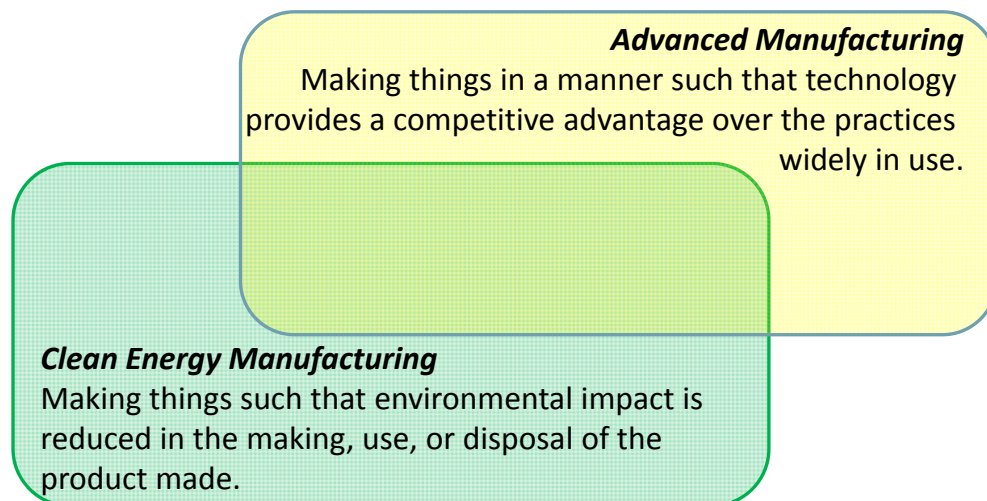 Advanced Manufacturing
Making things in a manner such that technology
provides a competitive advantage over the practices
widely in use.
Clean Energy Manufacturing
Making things such that environmental impact is
reduced in the making, use, or disposal of the
product made.